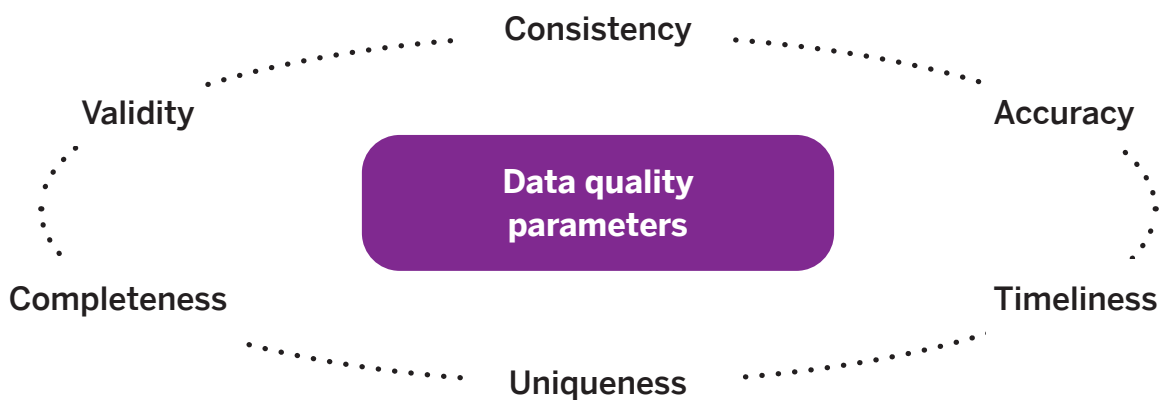 Consistency
Validity
Accuracy
Data quality
parameters
Completeness
Timeliness
Uniqueness